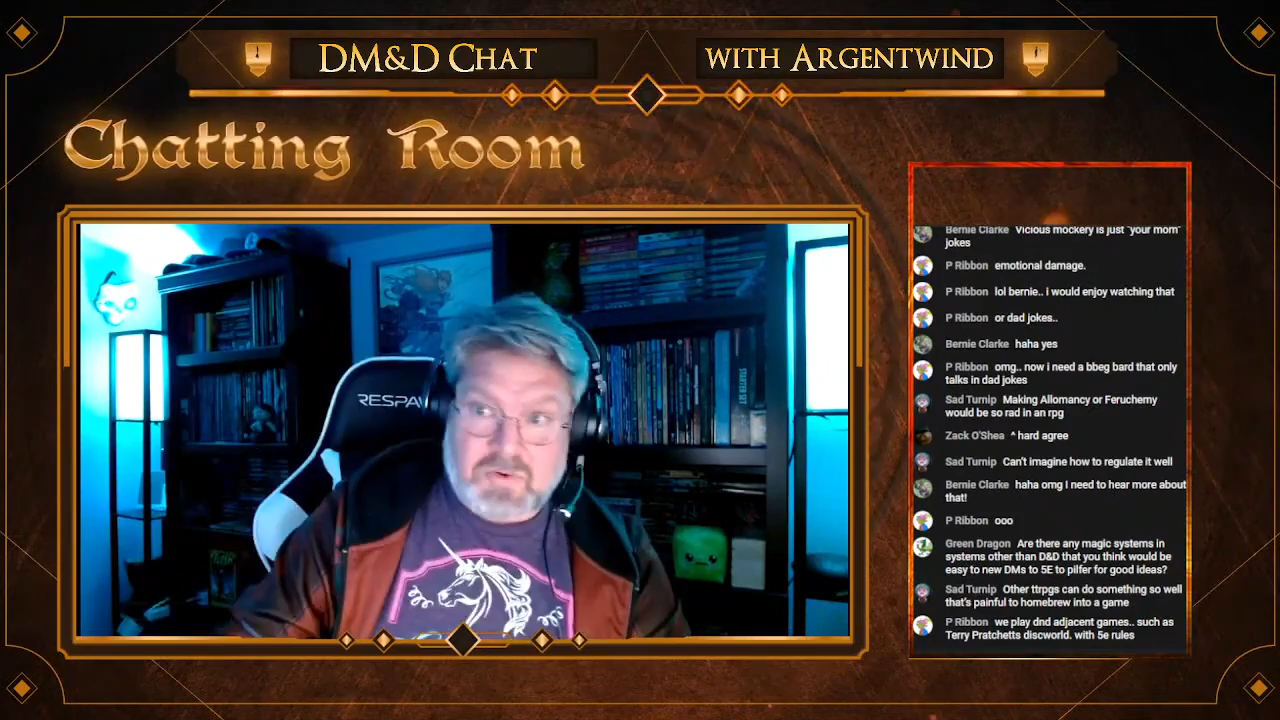 DM&D Chat
with Argentwind
Chatting Room
RESPAW
STARTER SET
Bernie Clarke Vicious mockery is just "your mom"
jokes
P Ribbon emotional damage.
P Ribbon lol bernie.. i would enjoy watching that
P Ribbon or dad jokes..
Bernie Clarke haha yes
P Ribbon omg.. now i need a bbeg bard that only
talks in dad jokes
Sad Turnip Making Allomancy or Feruchemy
would be so rad in an rpg
Zack O'Shea ^ hard agree
Sad Turnip Can't imagine how to regulate it well
Bernie Clarke haha omg I need to hear more about
that!
P Ribbon ooo
Green Dragon Are there any magic systems in
systems other than D&D that you think would be
easy to new DMs to 5E to pilfer for good ideas?
Sad Turnip Other ttrpgs can do something so well
that's painful to homebrew into a game
P Ribbon we play dnd adjacent games.. such as
Terry Pratchetts discworld. with 5e rules